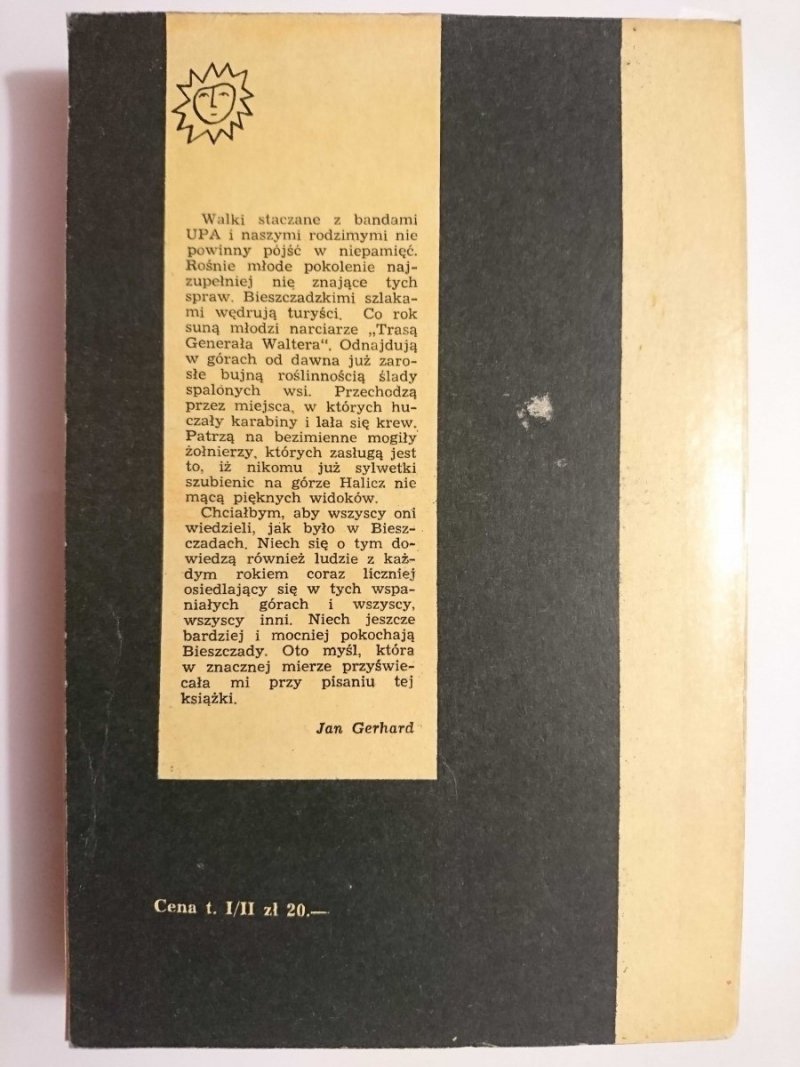 Walki staczane z bandami
UPA i naszymi rodzimymi nie
powinny pójść w niepamięć.
Rośnie młode pokolenie naj-
zupełniej nię znające tych
spraw. Bieszczadzkimi szlaka-
mi wędrują turyści. Co rok
suną młodzi narciarze „Trasą
Generała Waltera“. Odnajdują
w górach od dawna już zaro-
słe bujną roślinnością ślady
spalonych wsi. Przechodzą
przez miejsca, w których hu-
czały karabiny i lała się krew.
Patrzą na bezimienne mogiły
żołnierzy, których zasługą jest
to, iż nikomu już sylwetki
szubienic na górze Halicz nie
mącą pięknych widoków.
Chciałbym, aby wszyscy oni
wiedzieli, jak było w Biesz-
czadach. Niech się o tym do-
wiedzą również ludzie z każ-
dym rokiem coraz liczniej
osiedlający się w tych wspa-
niałych górach i wszyscy,
wszyscy inni. Niech jeszcze
bardziej i mocniej pokochają
Bieszczady. Oto myśl, która
w znacznej mierze przyświe-
cała mi przy pisaniu tej
książki.
Jan Gerhard
Cena t. I/II zł 20.—